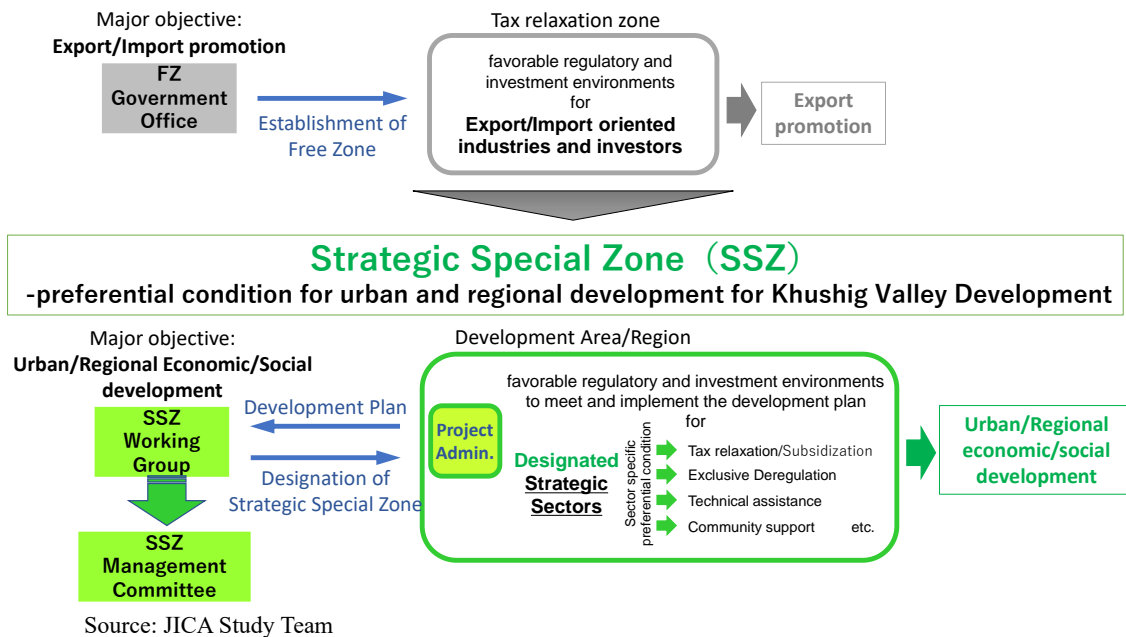 Major objective:
Export/Import promotion
FZ
Government
Office
Establishment of
Free Zone
Tax relaxation zone
favorable regulatory and
investment environments
for
Export/Import oriented
industries and investors
Export
promotion
Strategic Special Zone（SSZ）
-preferential condition for urban and regional development for Khushig Valley Development
Major objective:
Urban/Regional Economic/Social
development
SSZ
Working
Group
SSZ
Management
Committee
Development Plan
Designation of
Strategic Special Zone
Development Area/Region
favorable regulatory and investment environments
to meet and implement the development plan
for
Project
Admin.
Designated
Strategic
Sectors
Sector specific
preferential condition
Tax relaxation/Subsidization
Exclusive Deregulation
Technical assistance
Community support etc.
Urban/Regional
economic/social
development
Source: JICA Study Team